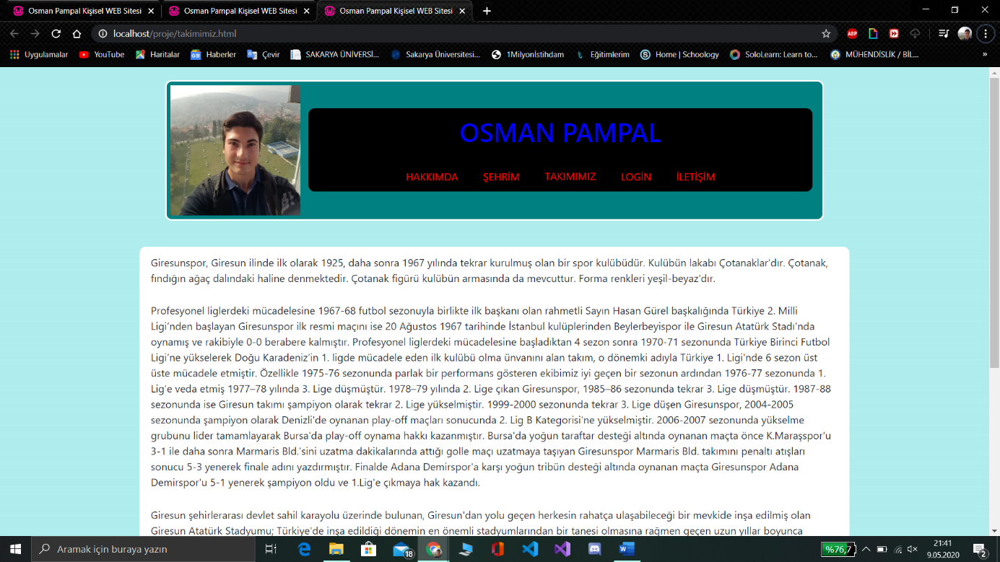 Osman Pampal Kişisel WEB Sitesi
Osman Pampal Kişisel WEB Sitesi
Osman Pampal Kişisel WEB Sitesi
localhost/proje/takimimiz.html
ABP
Uygulamalar YouTube Haritalar Haberler Çevir SAKARYA ÜNİVERSİ... Sakarya Üniversitesi... 1Milyonİstihdam Eğitimlerim Home | Schoology SoloLearn: Learn to... MÜHENDİSLİK / BİL... »
OSMAN PAMPAL
HAKKIMDA ŞEHRİM TAKIMIMIZ LOGİN İLETİŞİM
Giresunspor, Giresun ilinde ilk olarak 1925, daha sonra 1967 yılında tekrar kurulmuş olan bir spor kulübüdür. Kulübün lakabı Çotanaklar'dır. Çotanak,
fındığın ağaç dalındaki haline denmektedir. Çotanak figürü kulübün armasında da mevcuttur. Forma renkleri yeşil-beyaz'dır.
Profesyonel liglerdeki mücadelesine 1967-68 futbol sezonuyla birlikte ilk başkanı olan rahmetli Sayın Hasan Gürel başkalığında Türkiye 2. Milli
Ligi’nden başlayan Giresunspor ilk resmi maçını ise 20 Ağustos 1967 tarihinde İstanbul kulüplerinden Beylerbeyispor ile Giresun Atatürk Stadı’nda
oynamış ve rakibiyle 0-0 berabere kalmıştır. Profesyonel liglerdeki mücadelesine başladıktan 4 sezon sonra 1970-71 sezonunda Türkiye Birinci Futbol
Ligi’ne yükselerek Doğu Karadeniz’in 1. ligde mücadele eden ilk kulübü olma ünvanını alan takım, o dönemki adıyla Türkiye 1. Ligi'nde 6 sezon üst
üste mücadele etmiştir. Özellikle 1975-76 sezonunda parlak bir performans gösteren ekibimiz iyi geçen bir sezonun ardından 1976-77 sezonunda 1.
Lig'e veda etmiş 1977–78 yılında 3. Lige düşmüştür. 1978–79 yılında 2. Lige çıkan Giresunspor, 1985–86 sezonunda tekrar 3. Lige düşmüştür. 1987-88
sezonunda ise Giresun takımı şampiyon olarak tekrar 2. Lige yükselmiştir. 1999-2000 sezonunda tekrar 3. Lige düşen Giresunspor, 2004-2005
sezonunda şampiyon olarak Denizli'de oynanan play-off maçları sonucunda 2. Lig B Kategorisi'ne yükselmiştir. 2006-2007 sezonunda yükselme
grubunu lider tamamlayarak Bursa'da play-off oynama hakkı kazanmıştır. Bursa'da yoğun taraftar desteği altında oynanan maçta önce K.Maraşspor'u
3-1 ile daha sonra Marmaris Bld.'sini uzatma dakikalarında attığı golle maçı uzatmaya taşıyan Giresunspor Marmaris Bld. takımını penaltı atışları
sonucu 5-3 yenerek finale adını yazdırmıştır. Finalde Adana Demirspor'a karşı yoğun tribün desteği altında oynanan maçta Giresunspor Adana
Demirspor'u 5-1 yenerek şampiyon oldu ve 1.Lig'e çıkmaya hak kazandı.
Giresun şehirlerarası devlet sahil karayolu üzerinde bulunan, Giresun'dan yolu geçen herkesin rahatça ulaşabileceği bir mevkide inşa edilmiş olan
Giresun Atatürk Stadyumu; Türkiye’de inşa edildiği dönemin en önemli stadyumlarından bir tanesi olmasına rağmen geçen uzun yıllar boyunca
Aramak için buraya yazın
18
%76,7
21:41
9.05.2020
2